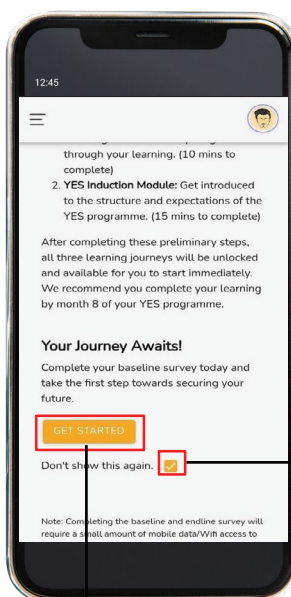 12:45
through your learning. (10 mins to
complete)
2. YES Induction Module: Get introduced
to the structure and expectations of the
YES programme. (15 mins to complete)
After completing these preliminary steps,
all three learning journeys will be unlocked
and available for you to start immediately.
We recommend you complete your learning
by month 8 of your YES programme.
Your Journey Awaits!
Complete your baseline survey today and
take the first step towards securing your
future.
GET STARTED
Don't show this again.
Note: Completing the baseline and endline survey will
require a small amount of mobile data/Wifi access to